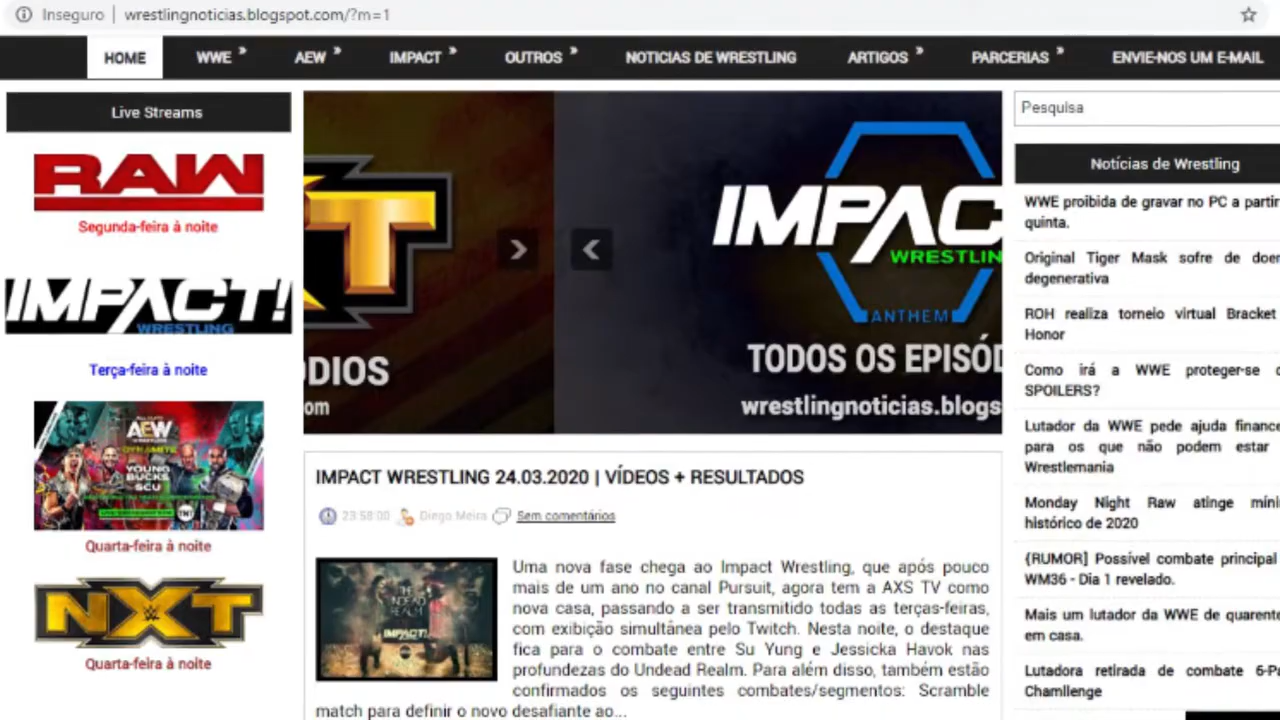 Inseguro | wrestlingnoticias.blogspot.com/?m=1
HOME WWE » AEW » IMPACT » OUTROS » NOTICIAS DE WRESTLING ARTIGOS » PARCERIAS » ENVIE-NOS UM E-MAIL
Live Streams
RAW
Segunda-feira à noite
IMPACT!
WRESTLING
Terça-feira à noite
AEW
DYNAMITE
YOUNG
BUCKS
SCU
TNT
Quarta-feira à noite
NXT
Quarta-feira à noite
XT
ÓDIOS
om
IMPAC
WRESTLIN
ANTHEM
TODOS OS EPISÓD
wrestlingnoticias.blogs
IMPACT WRESTLING 24.03.2020 | VÍDEOS + RESULTADOS
23:58:00 Diego Meira Sem comentários
THE
UNDEAD
REALM
IMPACT!
Uma nova fase chega ao Impact Wrestling, que após pouco
mais de um ano no canal Pursuit, agora tem a AXS TV como
nova casa, passando a ser transmitido todas as terças-feiras,
com exibição simultânea pelo Twitch. Nesta noite, o destaque
fica para o combate entre Su Yung e Jessicka Havok nas
profundezas do Undead Realm. Para além disso, também estão
confirmados os seguintes combates/segmentos: Scramble
match para definir o novo desafiante ao...
Pesquisa
Notícias de Wrestling
WWE proibida de gravar no PC a partir
quinta.
Original Tiger Mask sofre de doen
degenerativa
ROH realiza torneio virtual Bracket
Honor
Como irá a WWE proteger-se d
SPOILERS?
Lutador da WWE pede ajuda finance
para os que não podem estar
Wrestlemania
Monday Night Raw atinge míni
histórico de 2020
{RUMOR] Possível combate principal
WM36 - Dia 1 revelado.
Mais um lutador da WWE de quarente
em casa.
Lutadora retirada de combate 6-Pa
Chamllenge